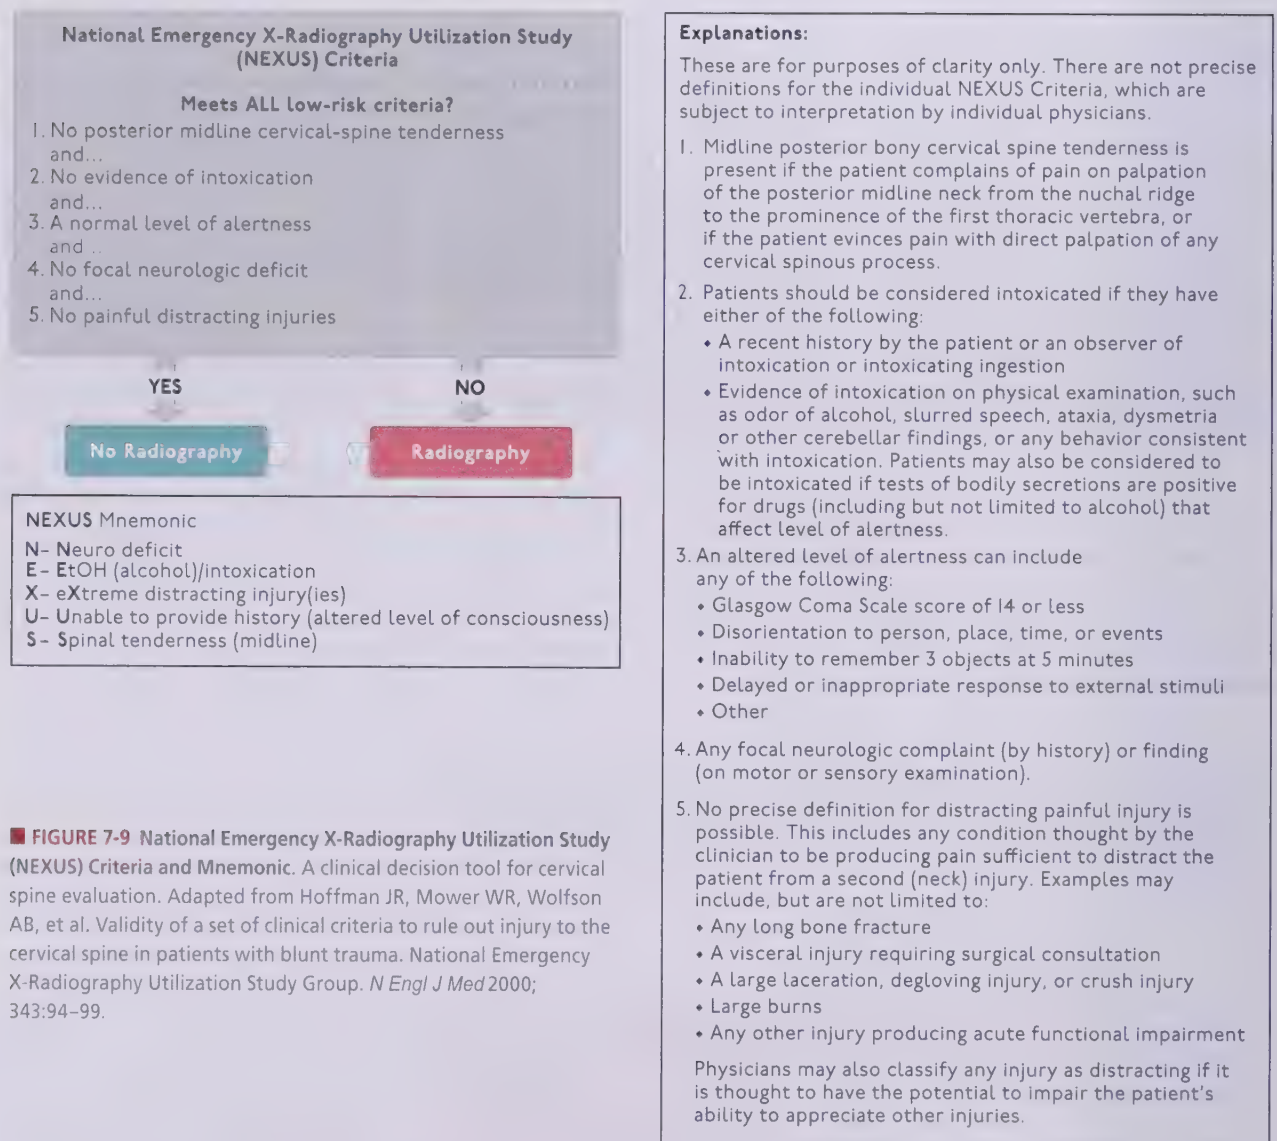 National Emergency X-Radiography Utilization Study
(NEXUS) Criteria
Meets ALL low-risk criteria?
1. No posterior midline cervical-spine tenderness
and...
2. No evidence of intoxication
and...
3. A normal level of alertness
and ..
4. No focal neurologic deficit
and...
5. No painful distracting injuries
YES
NO
No Radiography
Radiography
NEXUS Mnemonic
N– Neuro deficit
E– EtOH (alcohol)/intoxication
X– eXtreme distracting injury(ies)
U– Unable to provide history (altered level of consciousness)
S– Spinal tenderness (midline)
■ FIGURE 7-9 National Emergency X-Radiography Utilization Study
(NEXUS) Criteria and Mnemonic. A clinical decision tool for cervical
spine evaluation. Adapted from Hoffman JR, Mower WR, Wolfson
AB, et al. Validity of a set of clinical criteria to rule out injury to the
cervical spine in patients with blunt trauma. National Emergency
X-Radiography Utilization Study Group. N Engl J Med 2000;
343:94–99.
Explanations:
These are for purposes of clarity only. There are not precise
definitions for the individual NEXUS Criteria, which are
subject to interpretation by individual physicians.
1. Midline posterior bony cervical spine tenderness is
present if the patient complains of pain on palpation
of the posterior midline neck from the nuchal ridge
to the prominence of the first thoracic vertebra, or
if the patient evinces pain with direct palpation of any
cervical spinous process.
2. Patients should be considered intoxicated if they have
either of the following:
• A recent history by the patient or an observer of
intoxication or intoxicating ingestion
• Evidence of intoxication on physical examination, such
as odor of alcohol, slurred speech, ataxia, dysmetria
or other cerebellar findings, or any behavior consistent
with intoxication. Patients may also be considered to
be intoxicated if tests of bodily secretions are positive
for drugs (including but not limited to alcohol) that
affect level of alertness.
3. An altered level of alertness can include
any of the following:
• Glasgow Coma Scale score of 14 or less
• Disorientation to person, place, time, or events
• Inability to remember 3 objects at 5 minutes
• Delayed or inappropriate response to external stimuli
• Other
4. Any focal neurologic complaint (by history) or finding
(on motor or sensory examination).
5. No precise definition for distracting painful injury is
possible. This includes any condition thought by the
clinician to be producing pain sufficient to distract the
patient from a second (neck) injury. Examples may
include, but are not limited to:
• Any long bone fracture
• A visceral injury requiring surgical consultation
• A large laceration, degloving injury, or crush injury
• Large burns
• Any other injury producing acute functional impairment
Physicians may also classify any injury as distracting if it
is thought to have the potential to impair the patient's
ability to appreciate other injuries.